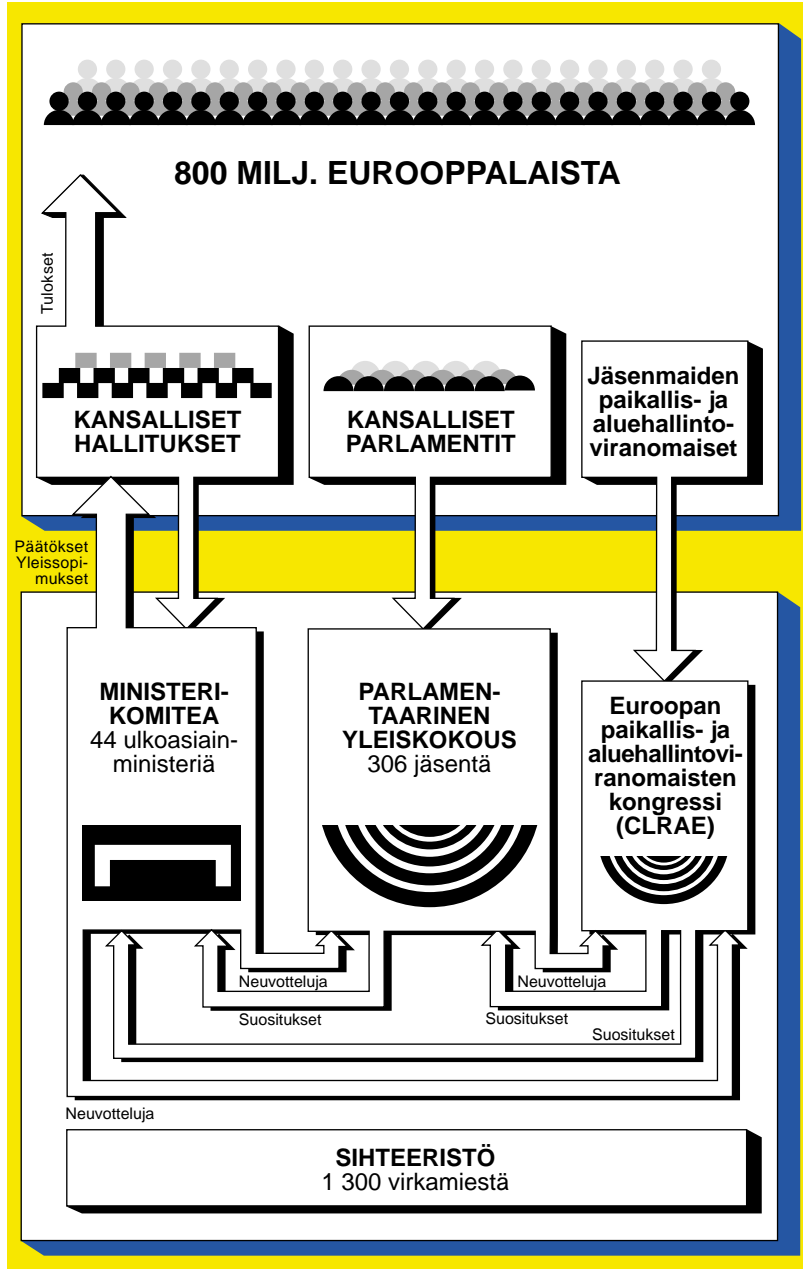 800 MILJ. EUROOPPALAISTA
Tulokset
KANSALLISET
HALLITUKSET
KANSALLISET
PARLAMENTIT
Jäsenmaiden
paikallis- ja
aluehallinto-
viranomaiset
Päätökset
Yleissopi-
mukset
MINISTERI-
KOMITEA
44 ulkoasiain-
ministeriä
PARLAMEN-
TAARINEN
YLEISKOKOUS
306 jäsentä
Euroopan
paikallis- ja
aluehallintovi-
ranomaisten
kongressi
(CLRAE)
Neuvotteluja
Neuvotteluja
Suositukset
Suositukset
Suositukset
Neuvotteluja
SIHTEERISTÖ
1 300 virkamiestä